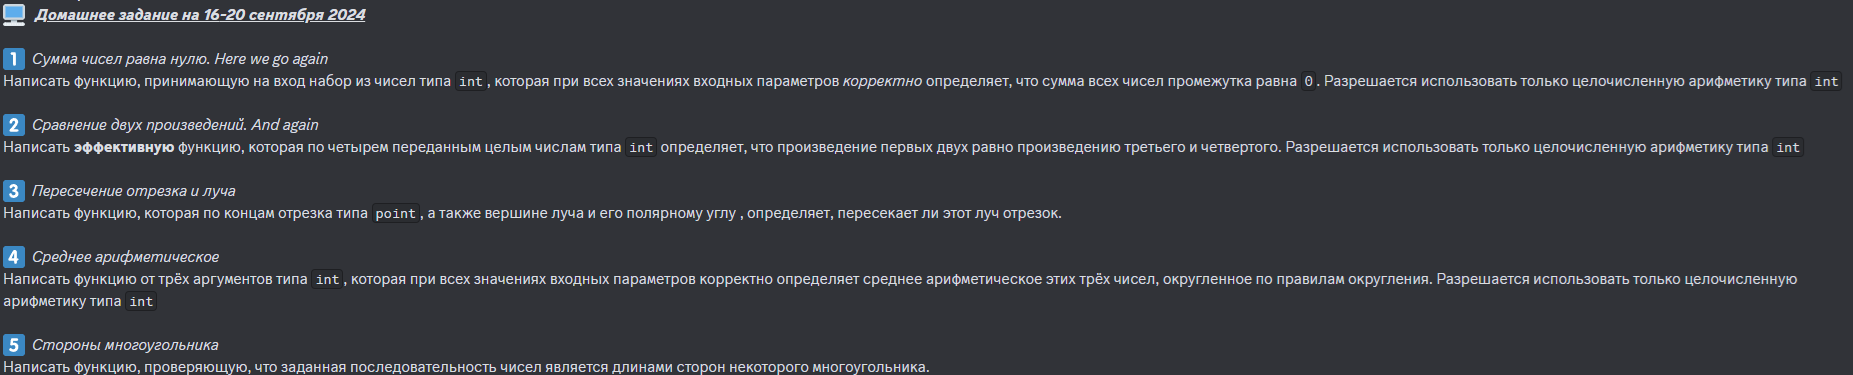 Домашнее задание на 16-20 сентября 2024
1 Сумма чисел равна нулю. Here we go again
Написать функцию, принимающую на вход набор из чисел типа int, которая при всех значениях входных параметров корректно определяет, что сумма всех чисел промежутка равна 0. Разрешается использовать только целочисленную арифметику типа int
2 Сравнение двух произведений. And again
Написать эффективную функцию, которая по четырем переданным целым числам типа int определяет, что произведение первых двух равно произведению третьего и четвертого. Разрешается использовать только целочисленную арифметику типа int
3 Пересечение отрезка и луча
Написать функцию, которая по концам отрезка типа point, а также вершине луча и его полярному углу , определяет, пересекает ли этот луч отрезок.
4 Среднее арифметическое
Написать функцию от трёх аргументов типа int, которая при всех значениях входных параметров корректно определяет среднее арифметическое этих трёх чисел, округленное по правилам округления. Разрешается использовать только целочисленную
арифметику типа int
5 Стороны многоугольника
Написать функцию, проверяющую, что заданная последовательность чисел является длинами сторон некоторого многоугольника.